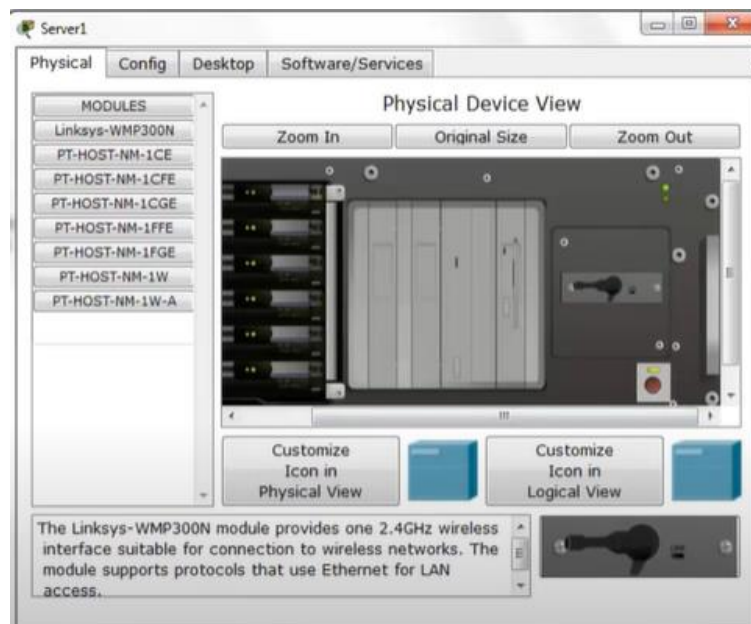 Server1
Physical Config Desktop Software/Services
MODULES
Linksys-WMP300N
PT-HOST-NM-1CE
PT-HOST-NM-1CFE
PT-HOST-NM-1CGE
PT-HOST-NM-1FFE
PT-HOST-NM-1FGE
PT-HOST-NM-1W
PT-HOST-NM-1W-A
Physical Device View
Zoom In Original Size Zoom Out
Customize
Icon in
Physical View
Customize
Icon in
Logical View
The Linksys-WMP300N module provides one 2.4GHz wireless
interface suitable for connection to wireless networks. The
module supports protocols that use Ethernet for LAN
access.